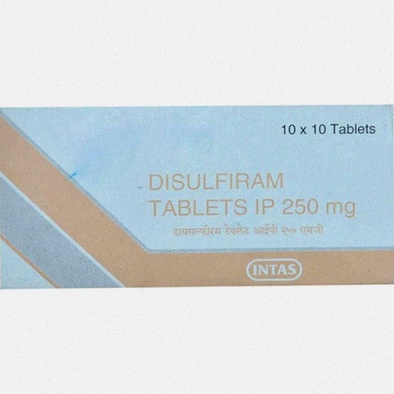 10 x 10 Tablets
DISULFIRAM
TABLETS IP 250 mg
डायसल्फीरम टेबलेट आईपी २५० एमजी
INTAS